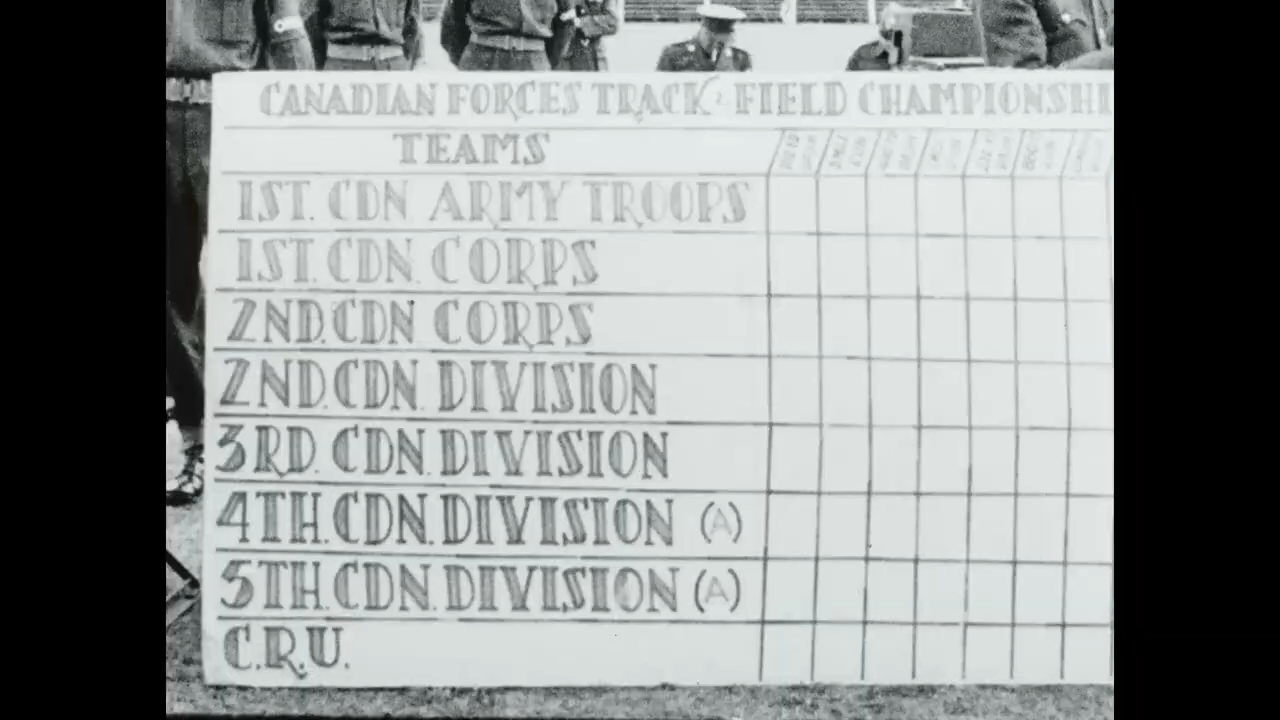 CANADIAN FORCES TRACK & FIELD CHAMPIONSHI
TEAMS
1ST. CDN ARMY TROOPS
1ST. CDN. CORPS
2ND. CDN CORPS
2ND. CDN. DIVISION
3RD. CDN. DIVISION
4TH. CDN. DIVISION (A)
5TH. CDN. DIVISION (A)
C.R.U.